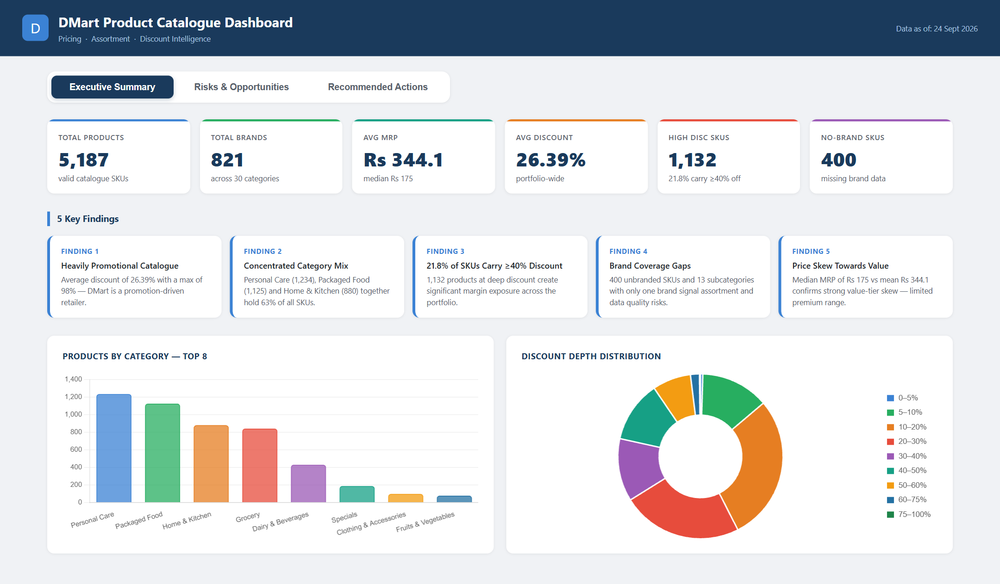 D
DMart Product Catalogue Dashboard
Pricing · Assortment · Discount Intelligence
Data as of: 24 Sept 2026
Executive Summary
Risks & Opportunities
Recommended Actions
TOTAL PRODUCTS
5,187
valid catalogue SKUs
TOTAL BRANDS
821
across 30 categories
AVG MRP
Rs 344.1
median Rs 175
AVG DISCOUNT
26.39%
portfolio-wide
HIGH DISC SKUS
1,132
21.8% carry ≥40% off
NO-BRAND SKUS
400
missing brand data
5 Key Findings
FINDING 1
Heavily Promotional Catalogue
Average discount of 26.39% with a max of
98% — DMart is a promotion-driven
retailer.
FINDING 2
Concentrated Category Mix
Personal Care (1,234), Packaged Food
(1,125) and Home & Kitchen (880) together
hold 63% of all SKUs.
FINDING 3
21.8% of SKUs Carry ≥40% Discount
1,132 products at deep discount create
significant margin exposure across the
portfolio.
FINDING 4
Brand Coverage Gaps
400 unbranded SKUs and 13 subcategories
with only one brand signal assortment and
data quality risks.
FINDING 5
Price Skew Towards Value
Median MRP of Rs 175 vs mean Rs 344.1
confirms strong value-tier skew — limited
premium range.
PRODUCTS BY CATEGORY — TOP 8
1,400
1,200
1,000
800
600
400
200
0
Personal Care
Packaged Food
Home & Kitchen
Grocery
Dairy & Beverages
Specials
Clothing & Accessories
Fruits & Vegetables
DISCOUNT DEPTH DISTRIBUTION
0–5%
5–10%
10–20%
20–30%
30–40%
40–50%
50–60%
60–75%
75–100%